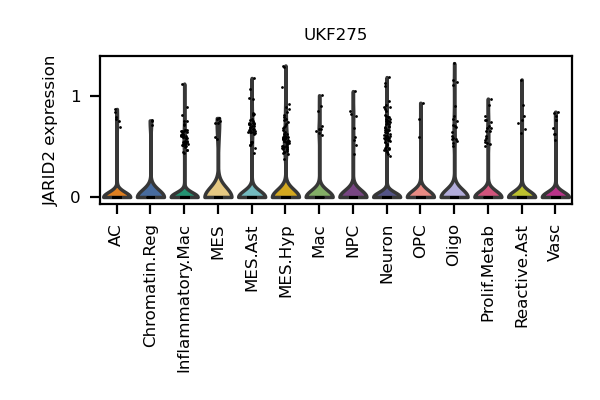 UKF275
JARID2 expression
1
0
AC
Chromatin.Reg
Inflammatory.Mac
MES
MES.Ast
MES.Hyp
Mac
NPC
Neuron
OPC
Oligo
Prolif.Metab
Reactive.Ast
Vasc